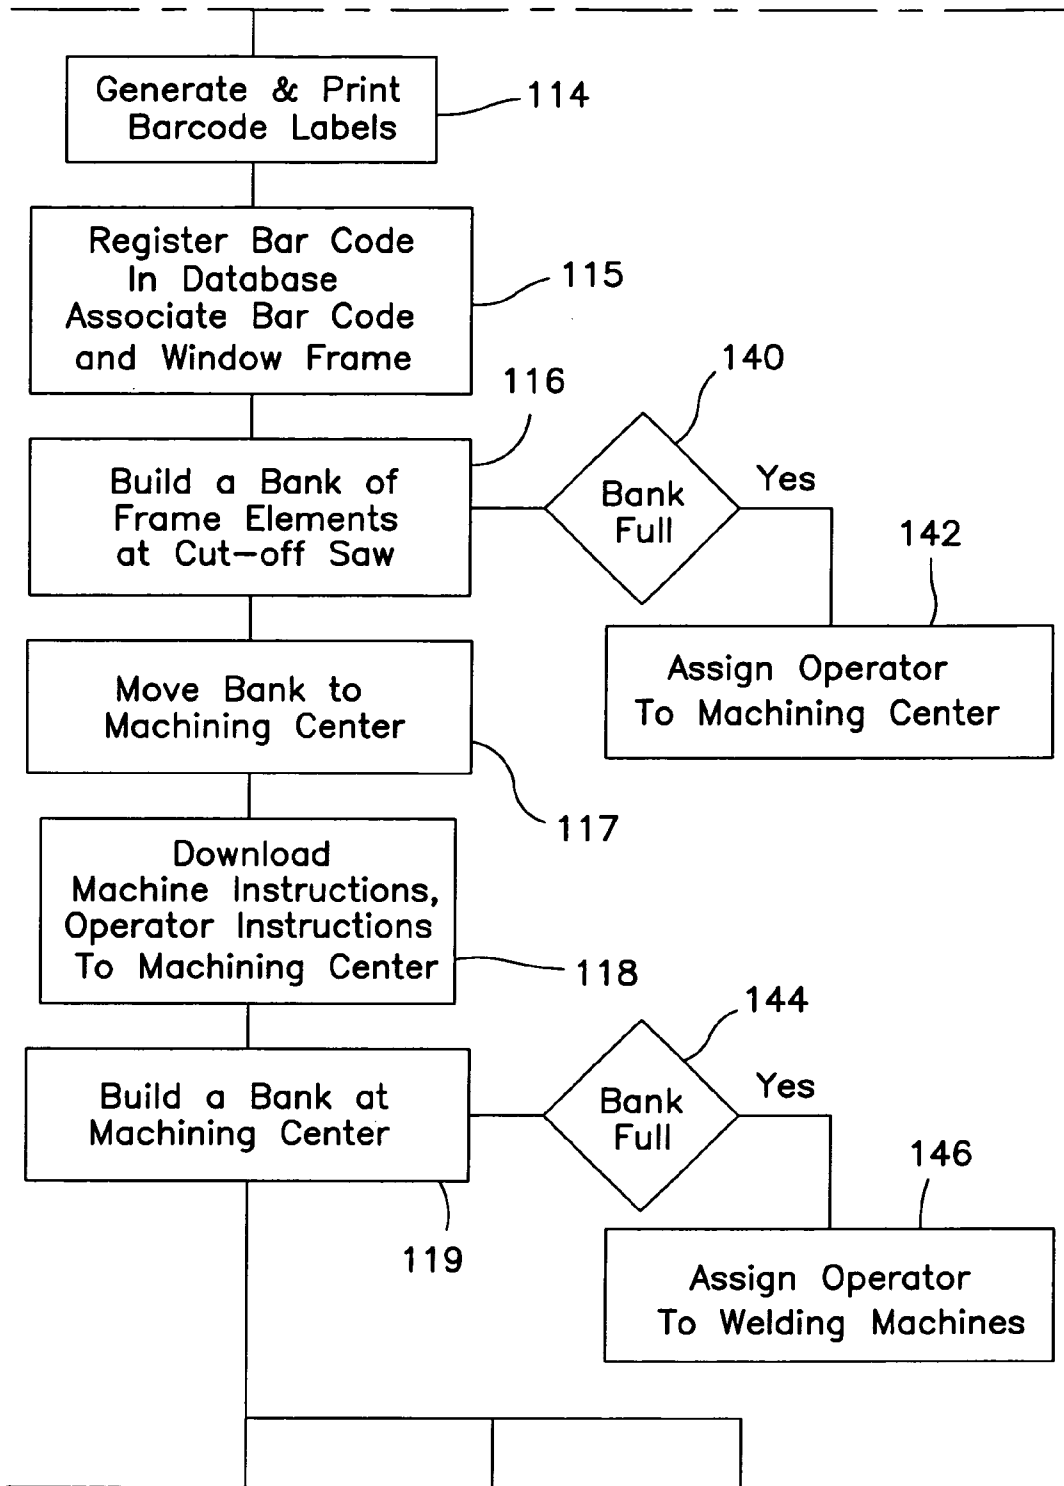 Generate & Print
Barcode Labels
114
Register Bar Code
In Database
Associate Bar Code
and Window Frame
115
116
140
Build a Bank of
Frame Elements
at Cut-off Saw
Bank
Full
Yes
142
Assign Operator
To Machining Center
Move Bank to
Machining Center
117
Download
Machine Instructions,
Operator Instructions
To Machining Center
118
144
Build a Bank at
Machining Center
119
Bank
Full
Yes
146
Assign Operator
To Welding Machines